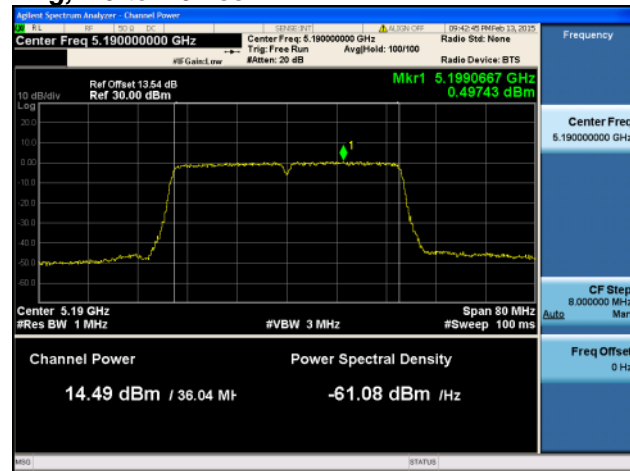 Agilent Spectrum Analyzer - Channel Power
RL RF 50 Ω DC SENSE:INT ALIGN OFF 09:42:45 PM Feb 13, 2015
Center Freq 5.190000000 GHz Center Freq: 5.190000000 GHz Radio Std: None Frequency
Trig: Free Run Avg|Hold: 100/100
#IFGain:Low #Atten: 20 dB Radio Device: BTS
Ref Offset 13.54 dB Mkr1 5.1990667 GHz
10 dB/div Ref 30.00 dBm 0.49743 dBm
Log
20.0
10.0
0.00
-10.0
-20.0
-30.0
-40.0
-50.0
-60.0
1
Center Freq
5.190000000 GHz
Center 5.19 GHz Span 80 MHz
#Res BW 1 MHz #VBW 3 MHz #Sweep 100 ms
CF Step
8.000000 MHz
Auto Man
Channel Power Power Spectral Density
14.49 dBm / 36.04 MH -61.08 dBm /Hz
Freq Offset
0 Hz
MSG STATUS